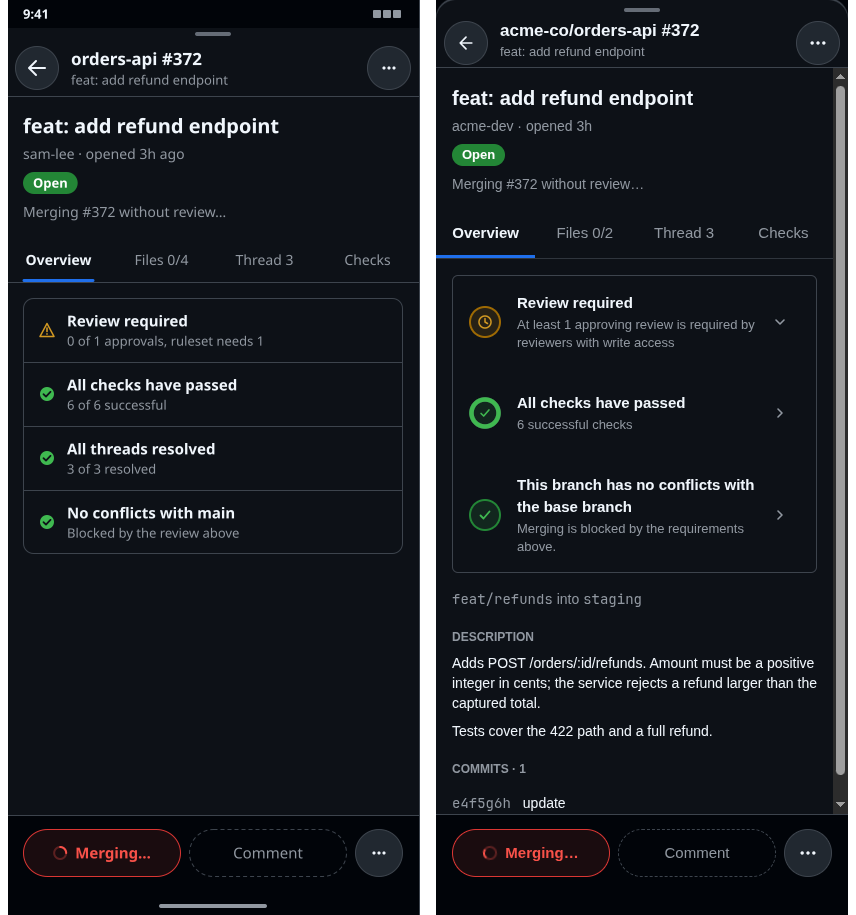 9:41
orders-api #372
feat: add refund endpoint
feat: add refund endpoint
sam-lee · opened 3h ago
Open
Merging #372 without review...
Overview
Files 0/4
Thread 3
Checks
Review required
0 of 1 approvals, ruleset needs 1
All checks have passed
6 of 6 successful
All threads resolved
3 of 3 resolved
No conflicts with main
Blocked by the review above
Merging...
Comment
acme-co/orders-api #372
feat: add refund endpoint
feat: add refund endpoint
acme-dev · opened 3h
Open
Merging #372 without review…
Overview
Files 0/2
Thread 3
Checks
Review required
At least 1 approving review is required by
reviewers with write access
All checks have passed
6 successful checks
This branch has no conflicts with
the base branch
Merging is blocked by the requirements
above.
feat/refunds into staging
DESCRIPTION
Adds POST /orders/:id/refunds. Amount must be a positive
integer in cents; the service rejects a refund larger than the
captured total.
Tests cover the 422 path and a full refund.
COMMITS · 1
e4f5g6h update
Merging…
Comment